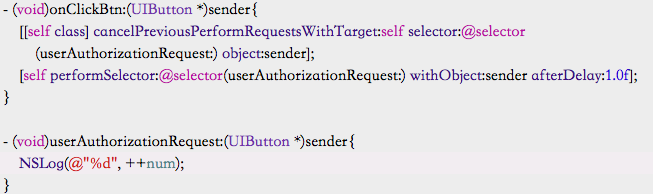 - (void)onClickBtn:(UIButton *)sender{
[[self class] cancelPreviousPerformRequestsWithTarget:self selector:@selector
(userAuthorizationRequest:) object:sender];
[self performSelector:@selector(userAuthorizationRequest:) withObject:sender afterDelay:1.0f];
}
- (void)userAuthorizationRequest:(UIButton *)sender{
NSLog(@"%d", ++num);
}